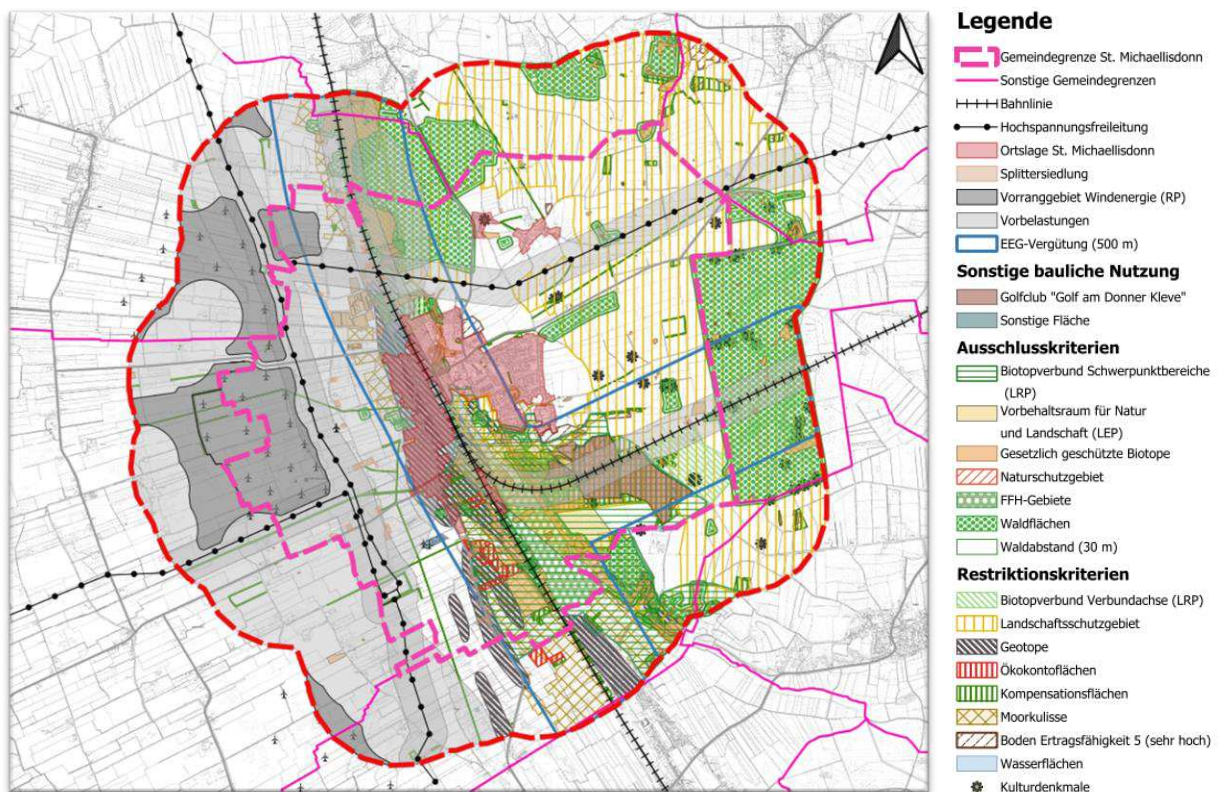 Legende
Gemeindegrenze St. Michaellisdonn
Sonstige Gemeindegrenzen
Bahnlinie
Hochspannungsfreileitung
Ortslage St. Michaellisdonn
Splittersiedlung
Vorranggebiet Windenergie (RP)
Vorbelastungen
EEG-Vergütung (500 m)
Sonstige bauliche Nutzung
Golfclub "Golf am Donner Kleve"
Sonstige Fläche
Ausschlusskriterien
Biotopverbund Schwerpunktbereiche
(LRP)
Vorbehaltsraum für Natur
und Landschaft (LEP)
Gesetzlich geschützte Biotope
Naturschutzgebiet
FFH-Gebiete
Waldflächen
Waldabstand (30 m)
Restriktionskriterien
Biotopverbund Verbundachse (LRP)
Landschaftsschutzgebiet
Geotope
Ökokontoflächen
Kompensationsflächen
Moorkulisse
Boden Ertragsfähigkeit 5 (sehr hoch)
Wasserflächen
Kulturdenkmale